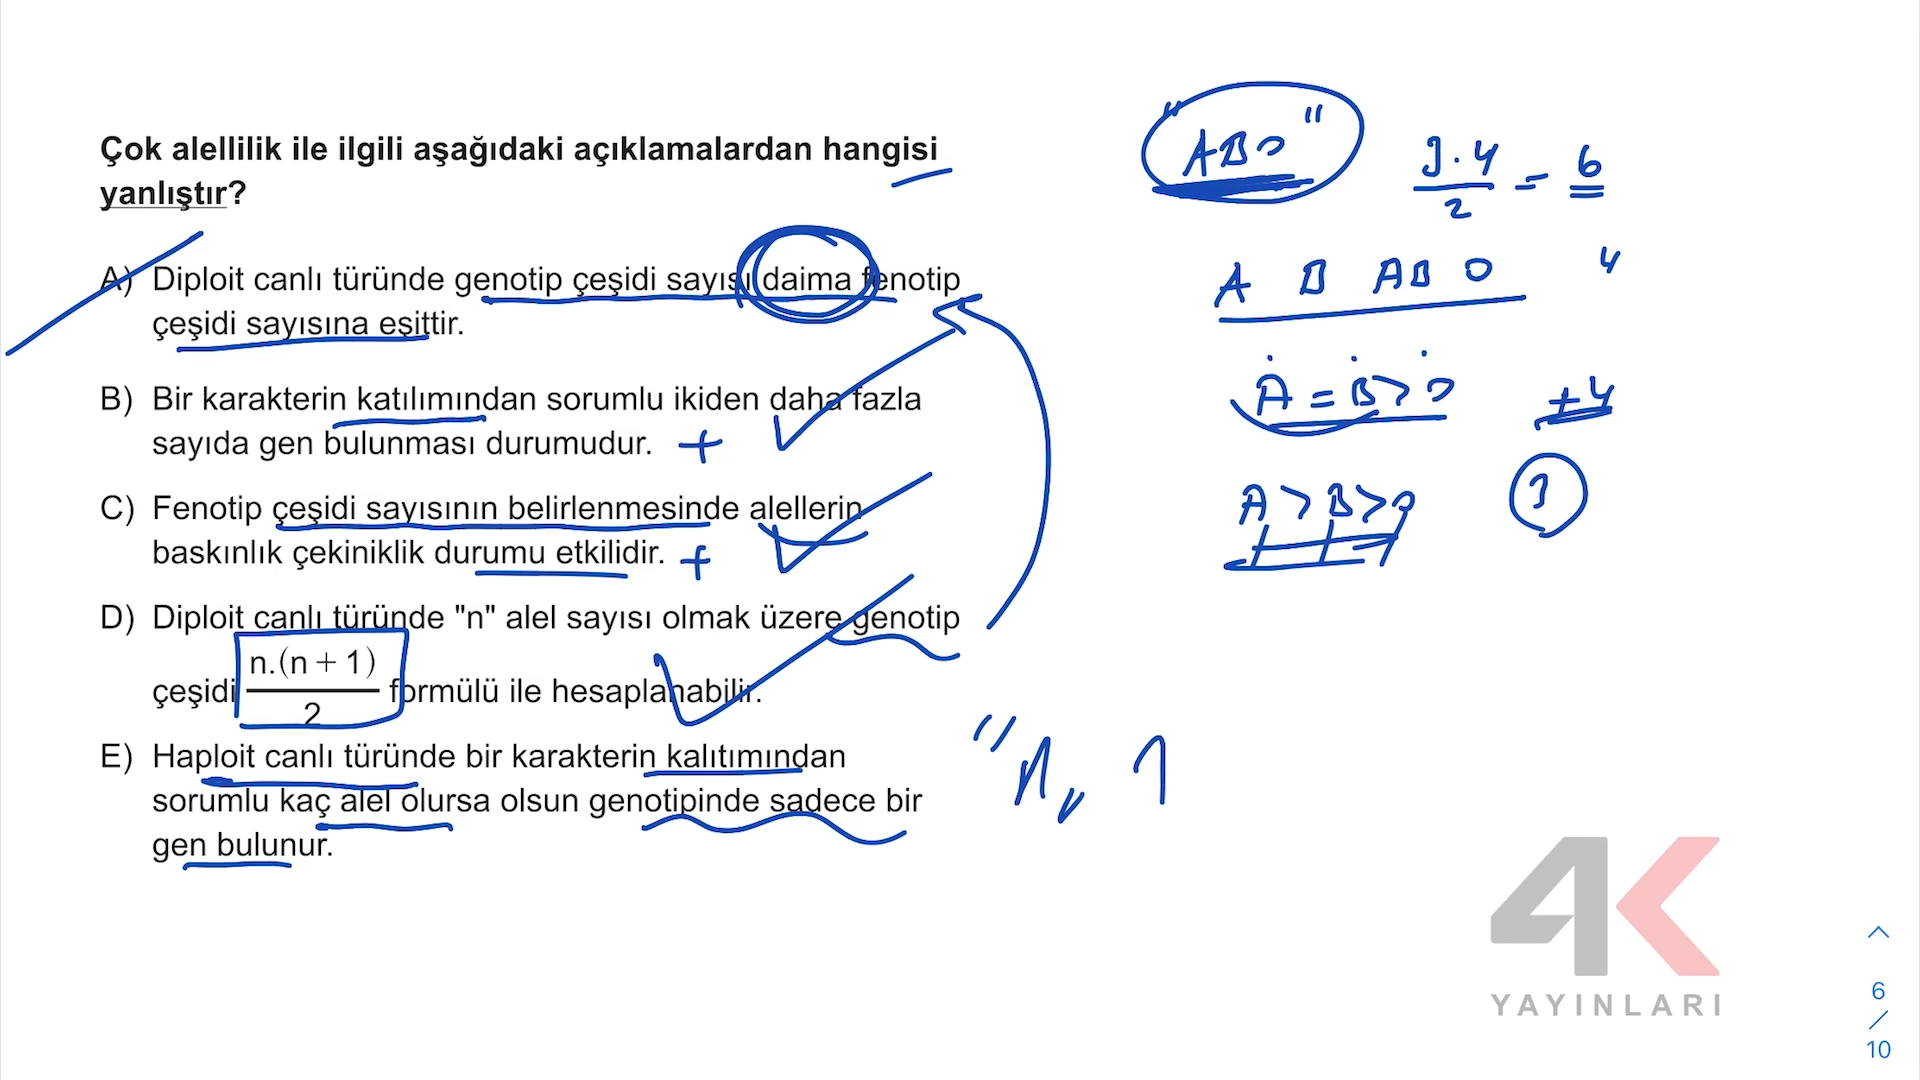 Çok alellilik ile ilgili aşağıdaki açıklamalardan hangisi
yanlıştır?
A) Diploit canlı türünde genotip çeşidi sayısı daima fenotip
çeşidi sayısına eşittir.
B) Bir karakterin katılımından sorumlu ikiden daha fazla
sayıda gen bulunması durumudur. +
C) Fenotip çeşidi sayısının belirlenmesinde alellerin
baskınlık çekiniklik durumu etkilidir. +
D) Diploit canlı türünde "n" alel sayısı olmak üzere genotip
çeşidi n.(n + 1) / 2 formülü ile hesaplanabilir.
E) Haploit canlı türünde bir karakterin kalıtımından
sorumlu kaç alel olursa olsun genotipinde sadece bir
gen bulunur.
"ABO"
3.4 / 2 = 6
A B AB O 4
A = B > O +4
A > B > O 3
"n" 1
4K
YAYINLARI
6
/
10